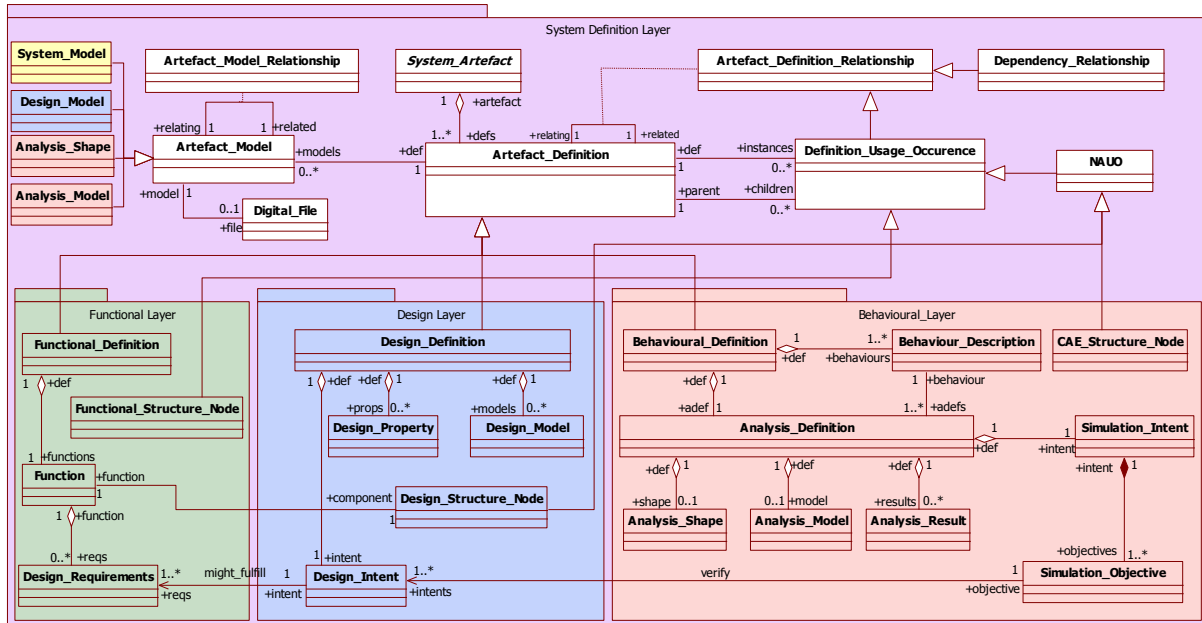 System Definition Layer
System_Model
Artefact_Model_Relationship
System_Artefact
Artefact_Definition_Relationship
Dependency_Relationship
Design_Model
1
+artefact
+relating
1
1
+related
1..*
+defs
+relating
1
1
+related
Analysis_Shape
Artefact_Model
+models
0..*
+def
1
Artefact_Definition
+def
1
+instances
0..*
Definition_Usage_Occurence
NAUO
Analysis_Model
+model
1
0..1
+file
Digital_File
+parent
1
+children
0..*
Functional Layer
Design Layer
Behavioural_Layer
Functional_Definition
1
+def
Functional_Structure_Node
1
+functions
Function
+function
1
1
+function
0..*
+reqs
Design_Requirements
1..*
+reqs
Design_Definition
1
+def
+def
1
+def
1
+props
0..*
+models
0..*
Design_Property
Design_Model
+component
1
Design_Structure_Node
1
+intent
might_fulfill
1
+intent
Design_Intent
1..*
+intents
verify
Behavioural_Definition
1
+def
1..*
+behaviours
Behaviour_Description
CAE_Structure_Node
+def
1
+adef
1
1
+behaviour
1..*
+adefs
Analysis_Definition
1
+def
1
+intent
Simulation_Intent
+def
1
1
+def
+def
1
+shape
0..1
0..1
+model
+results
0..*
Analysis_Shape
Analysis_Model
Analysis_Result
+intent
1
+objectives
1..*
1
+objective
Simulation_Objective